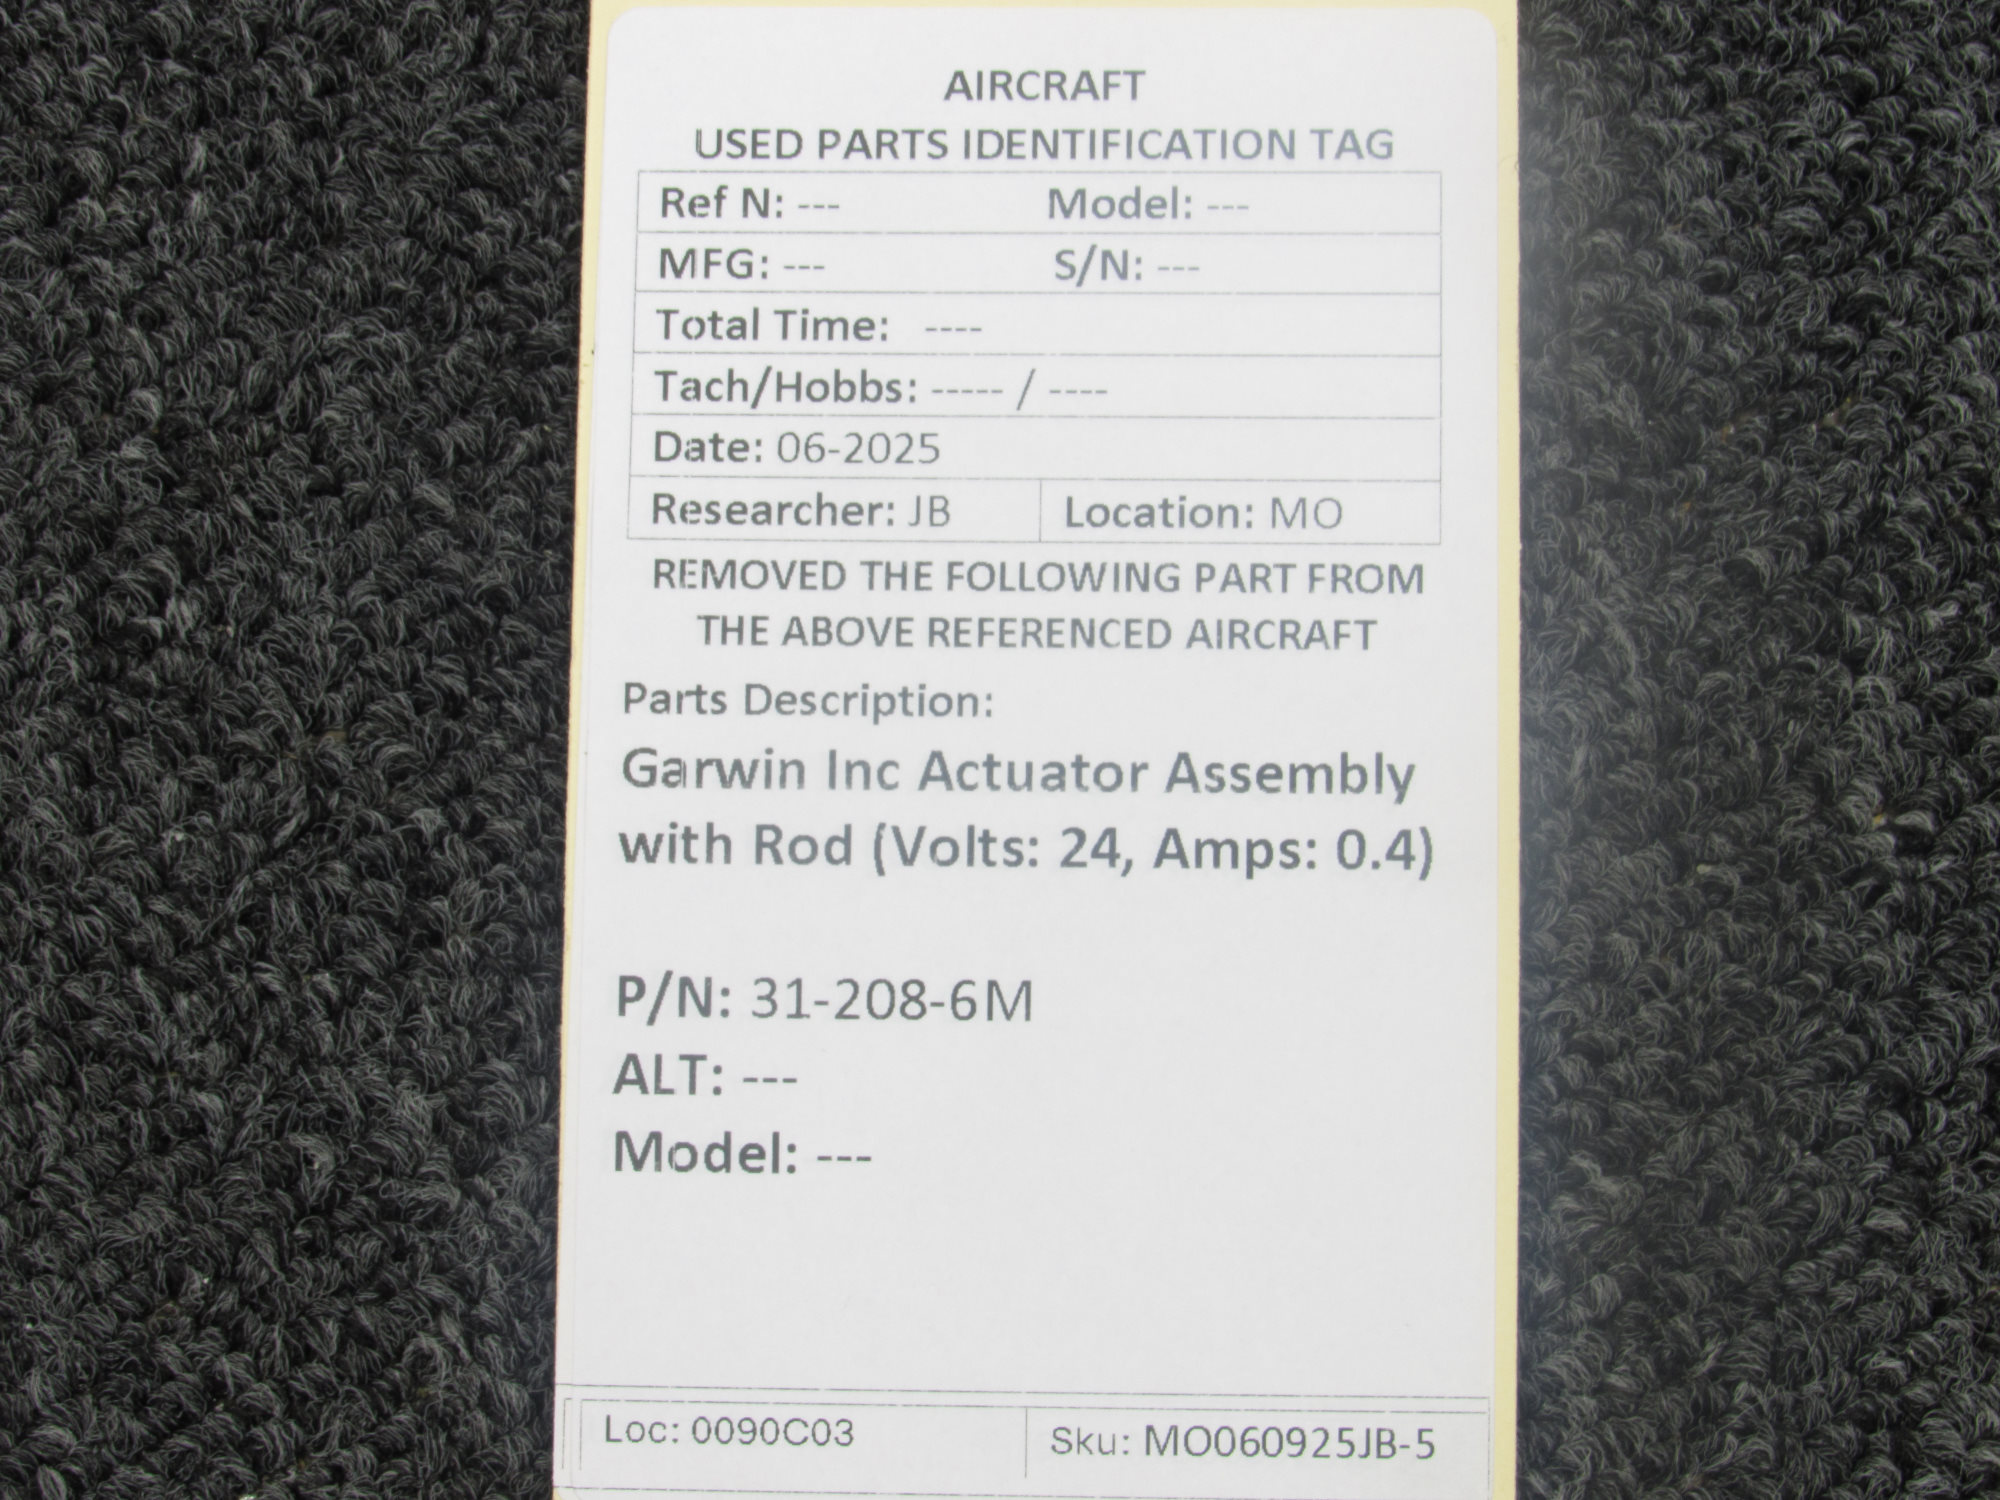 AIRCRAFT
USED PARTS IDENTIFICATION TAG
Ref N: --- Model: ---
MFG: --- S/N: ---
Total Time: ----
Tach/Hobbs: ----- / ----
Date: 06-2025
Researcher: JB Location: MO
REMOVED THE FOLLOWING PART FROM
THE ABOVE REFERENCED AIRCRAFT
Parts Description:
Garwin Inc Actuator Assembly
with Rod (Volts: 24, Amps: 0.4)
P/N: 31-208-6M
ALT: ---
Model: ---
Loc: 0090C03 Sku: MO060925JB-5